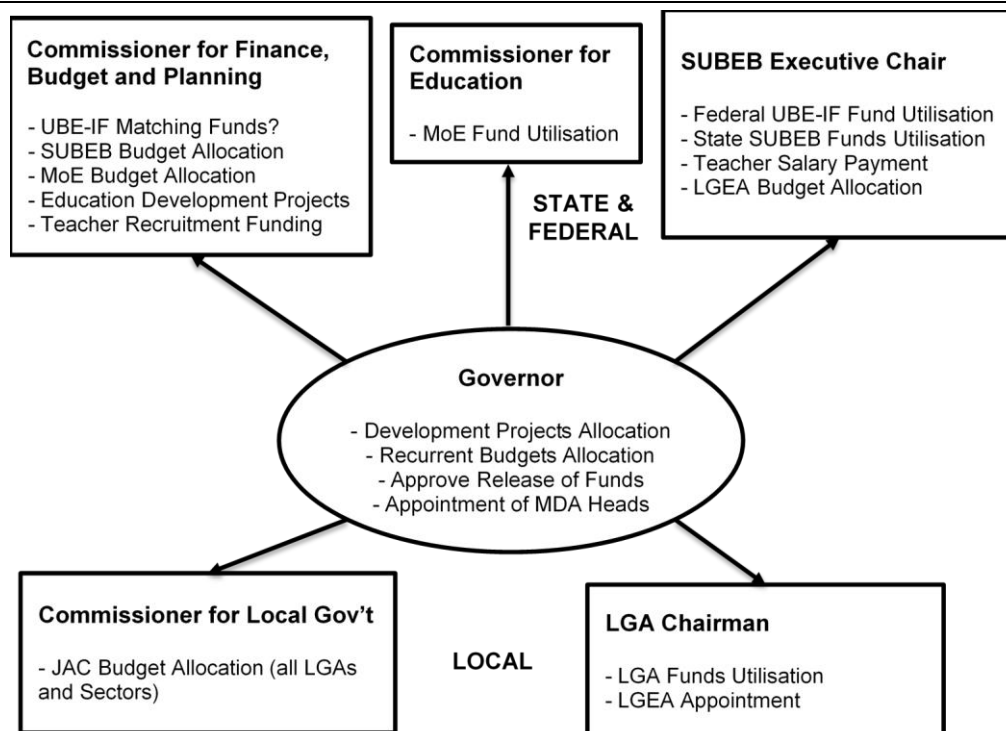 Commissioner for Finance,
Budget and Planning
- UBE-IF Matching Funds?
- SUBEB Budget Allocation
- MoE Budget Allocation
- Education Development Projects
- Teacher Recruitment Funding
Commissioner for
Education
- MoE Fund Utilisation
SUBEB Executive Chair
- Federal UBE-IF Fund Utilisation
- State SUBEB Funds Utilisation
- Teacher Salary Payment
- LGEA Budget Allocation
STATE &
FEDERAL
Governor
- Development Projects Allocation
- Recurrent Budgets Allocation
- Approve Release of Funds
- Appointment of MDA Heads
Commissioner for Local Gov’t
- JAC Budget Allocation (all LGAs
and Sectors)
LOCAL
LGA Chairman
- LGA Funds Utilisation
- LGEA Appointment